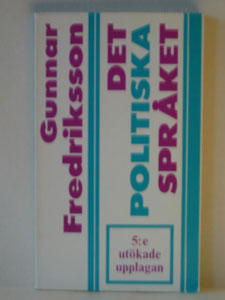 Gunnar
Fredriksson
DET
POLITISKA
SPRÅKET
5:e
utökade
upplagan